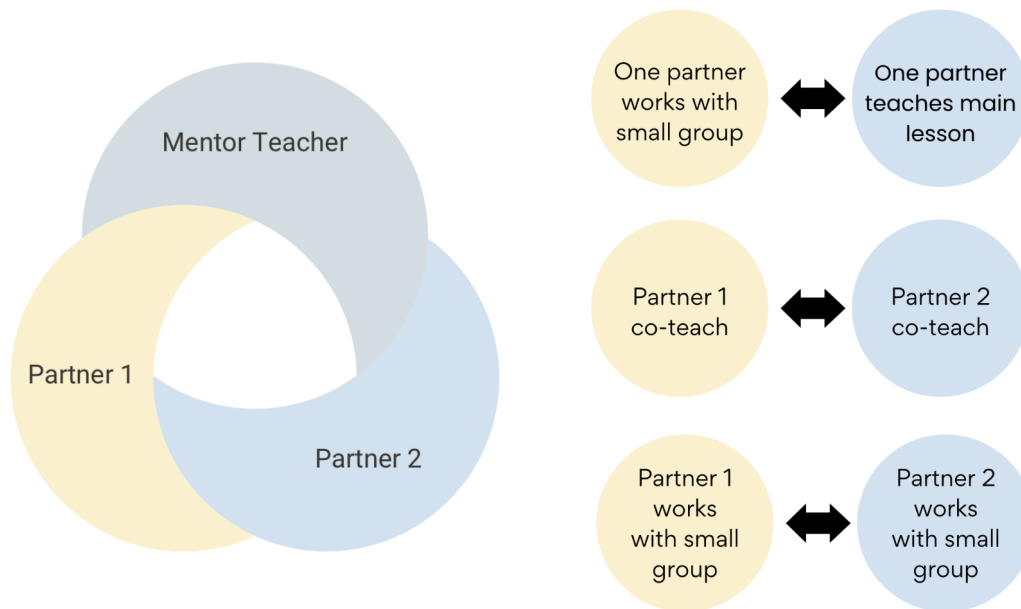 Mentor Teacher
Partner 1
Partner 2
One partner
works with
small group
One partner
teaches main
lesson
Partner 1
co-teach
Partner 2
co-teach
Partner 1
works
with small
group
Partner 2
works
with small
group